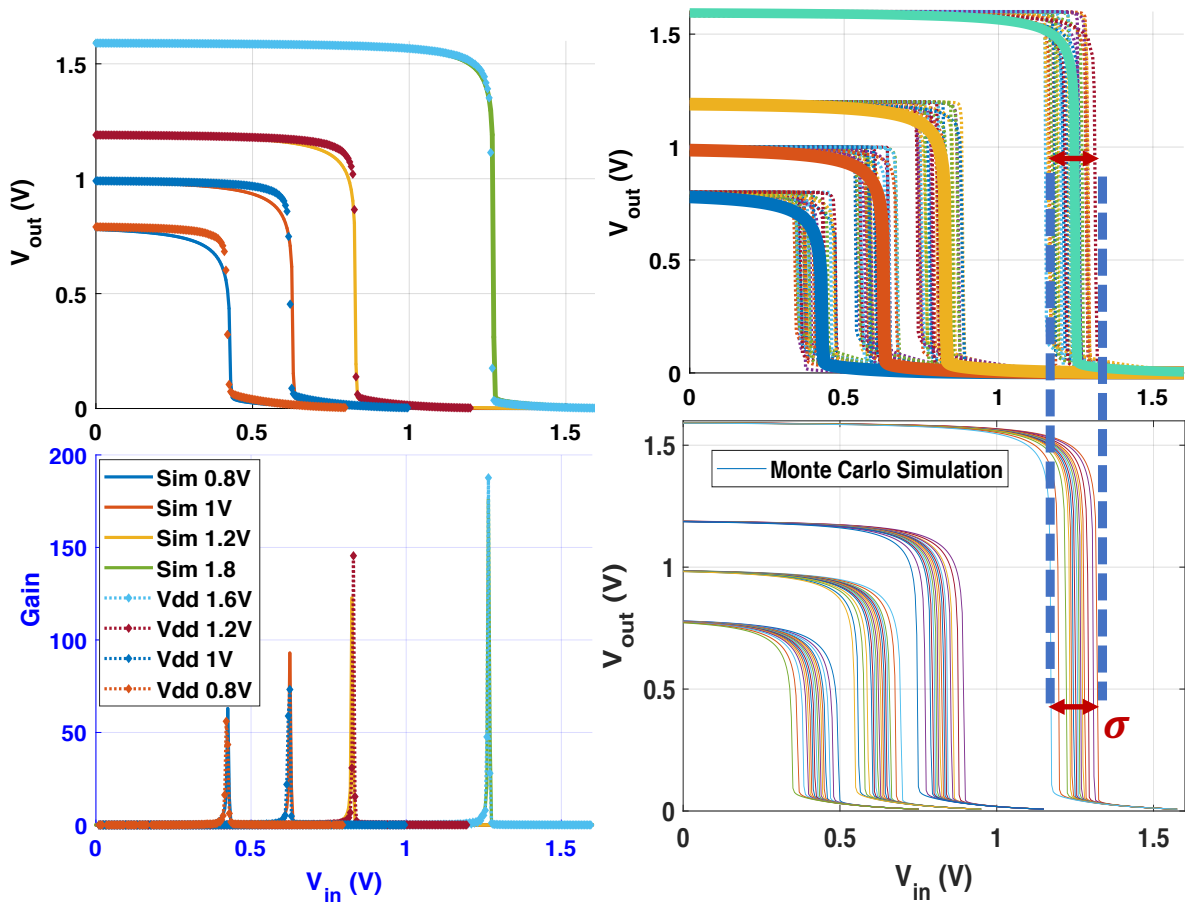 1.5
1
0.5
0
V_out (V)
0
0.5
1
1.5
1.5
1
0.5
0
V_out (V)
0
0.5
1
1.5
200
150
100
50
0
Gain
Sim 0.8V
Sim 1V
Sim 1.2V
Sim 1.8
Vdd 1.6V
Vdd 1.2V
Vdd 1V
Vdd 0.8V
0
0.5
1
1.5
V_in (V)
1.5
1
0.5
0
V_out (V)
Monte Carlo Simulation
σ
0
0.5
1
1.5
V_in (V)